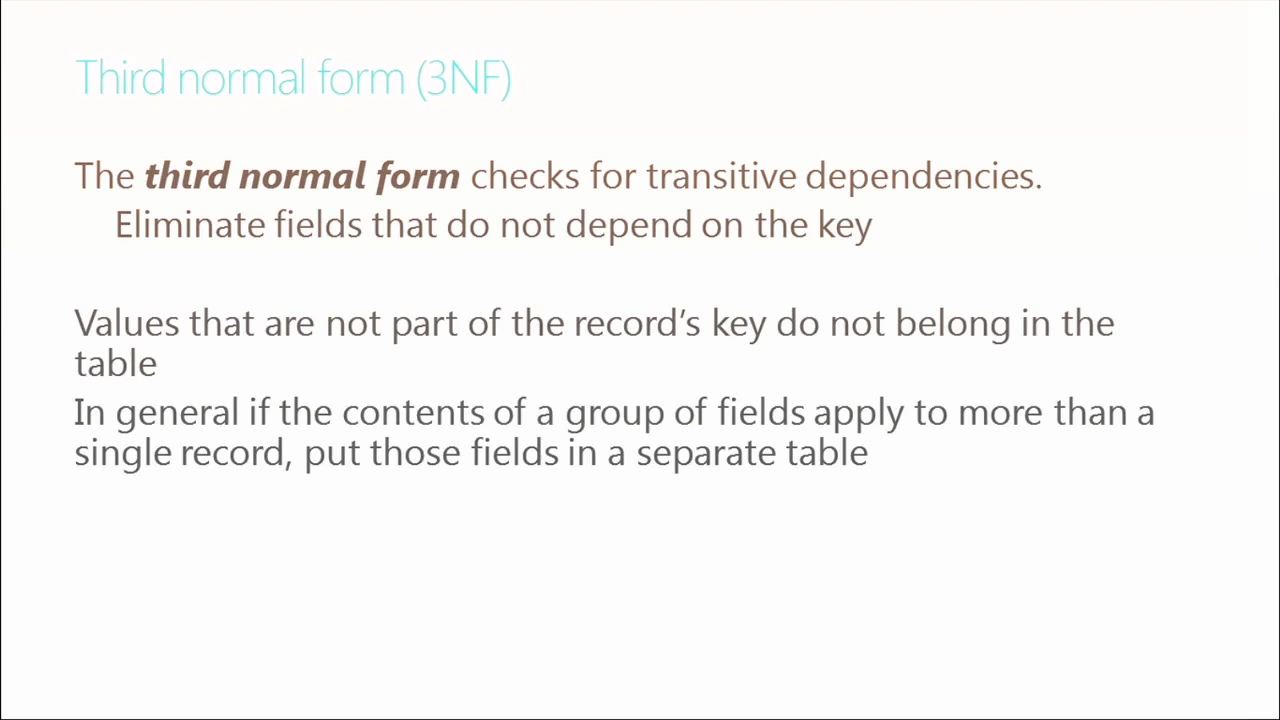 Third normal form (3NF)
The third normal form checks for transitive dependencies.
Eliminate fields that do not depend on the key
Values that are not part of the record’s key do not belong in the
table
In general if the contents of a group of fields apply to more than a
single record, put those fields in a separate table